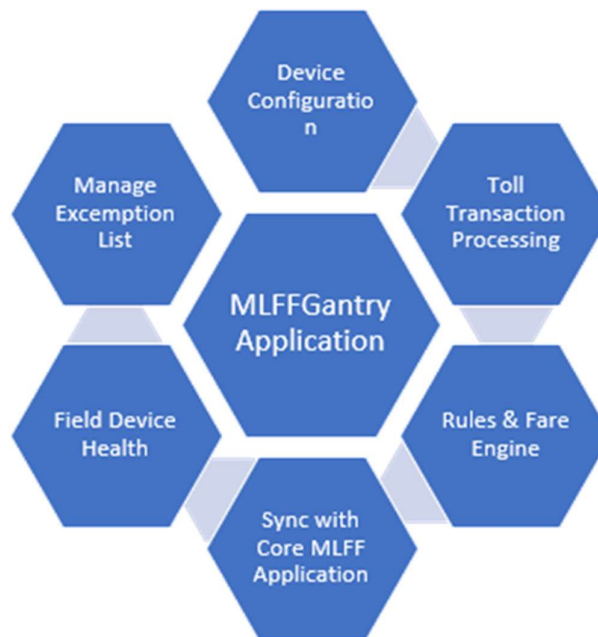 Device
Configuratio
n
Manage
Excemption
List
Toll
Transaction
Processing
MLFFGantry
Application
Field Device
Health
Rules & Fare
Engine
Sync with
Core MLFF
Application